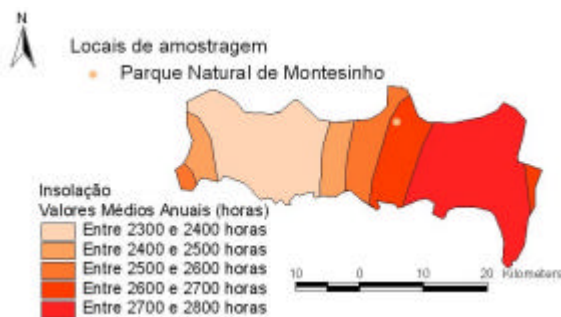 N
Locais de amostragem
Parque Natural de Montesinho
Insolação
Valores Médios Anuais (horas)
Entre 2300 e 2400 horas
Entre 2400 e 2500 horas
Entre 2500 e 2600 horas
Entre 2600 e 2700 horas
Entre 2700 e 2800 horas
10 0 10 20 Kilometers